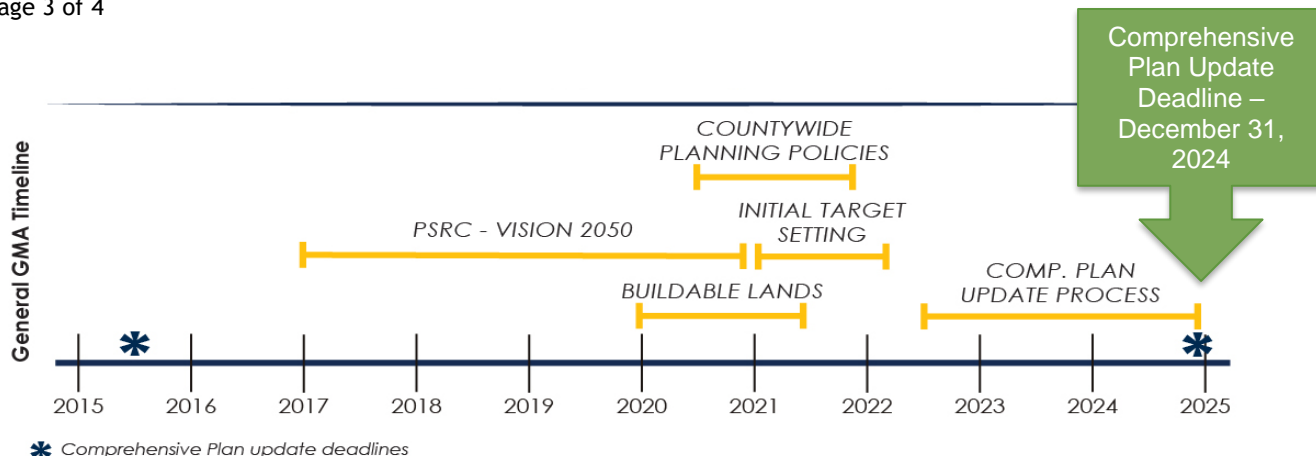 age 3 of 4
Comprehensive
Plan Update
Deadline –
December 31,
2024
General GMA Timeline
COUNTYWIDE
PLANNING POLICIES
PSRC - VISION 2050
INITIAL TARGET
SETTING
BUILDABLE LANDS
COMP. PLAN
UPDATE PROCESS
2015 2016 2017 2018 2019 2020 2021 2022 2023 2024 2025
* Comprehensive Plan update deadlines